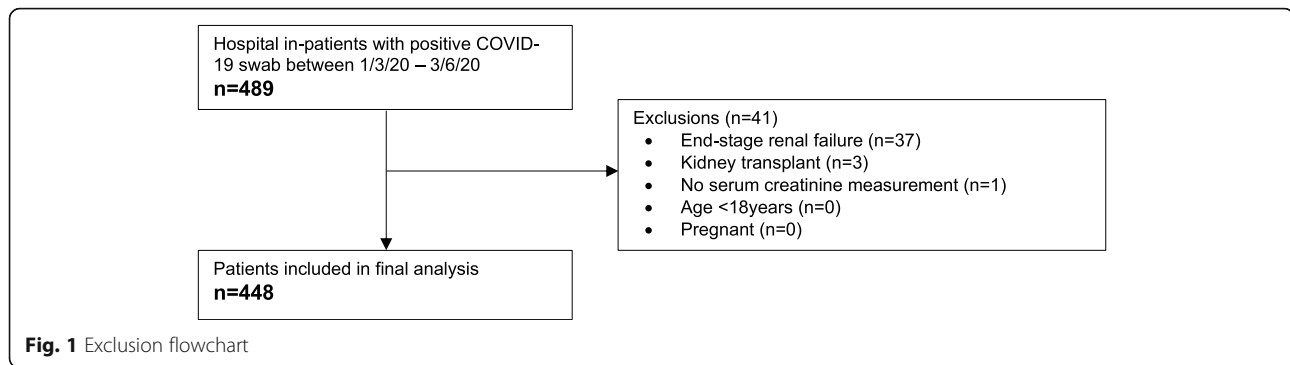 Hospital in-patients with positive COVID-
19 swab between 1/3/20 – 3/6/20
n=489
Exclusions (n=41)
• End-stage renal failure (n=37)
• Kidney transplant (n=3)
• No serum creatinine measurement (n=1)
• Age <18years (n=0)
• Pregnant (n=0)
Patients included in final analysis
n=448
Fig. 1 Exclusion flowchart